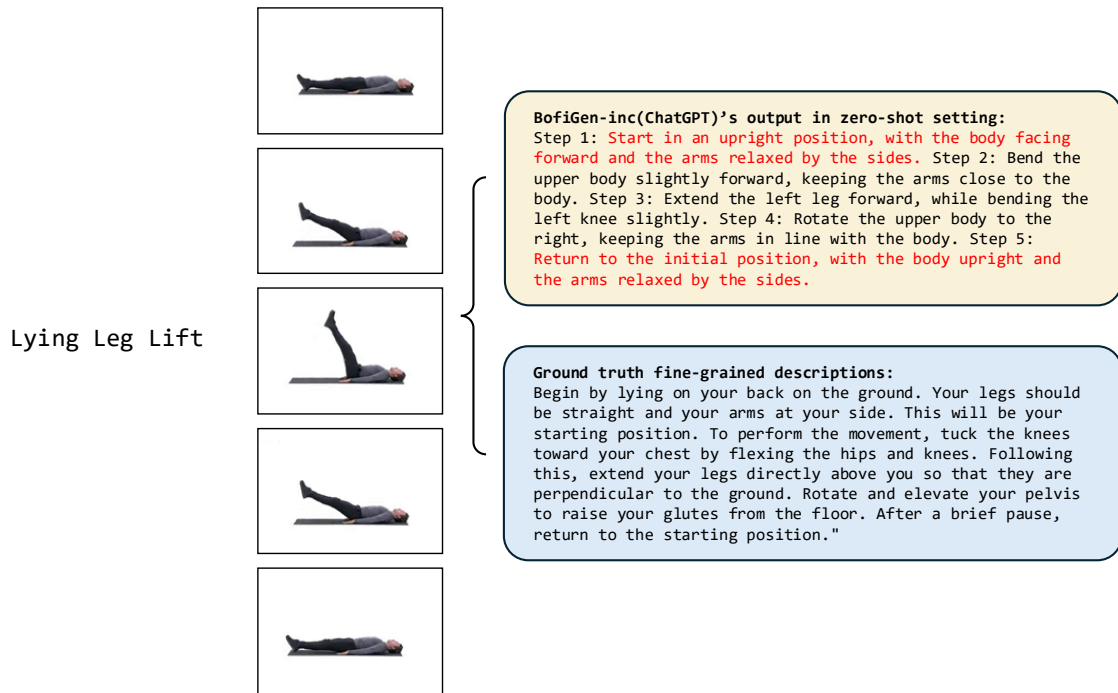 Lying Leg Lift
BofiGen-inc(ChatGPT)’s output in zero-shot setting:
Step 1: Start in an upright position, with the body facing
forward and the arms relaxed by the sides. Step 2: Bend the
upper body slightly forward, keeping the arms close to the
body. Step 3: Extend the left leg forward, while bending the
left knee slightly. Step 4: Rotate the upper body to the
right, keeping the arms in line with the body. Step 5:
Return to the initial position, with the body upright and
the arms relaxed by the sides.
Ground truth fine-grained descriptions:
Begin by lying on your back on the ground. Your legs should
be straight and your arms at your side. This will be your
starting position. To perform the movement, tuck the knees
toward your chest by flexing the hips and knees. Following
this, extend your legs directly above you so that they are
perpendicular to the ground. Rotate and elevate your pelvis
to raise your glutes from the floor. After a brief pause,
return to the starting position."